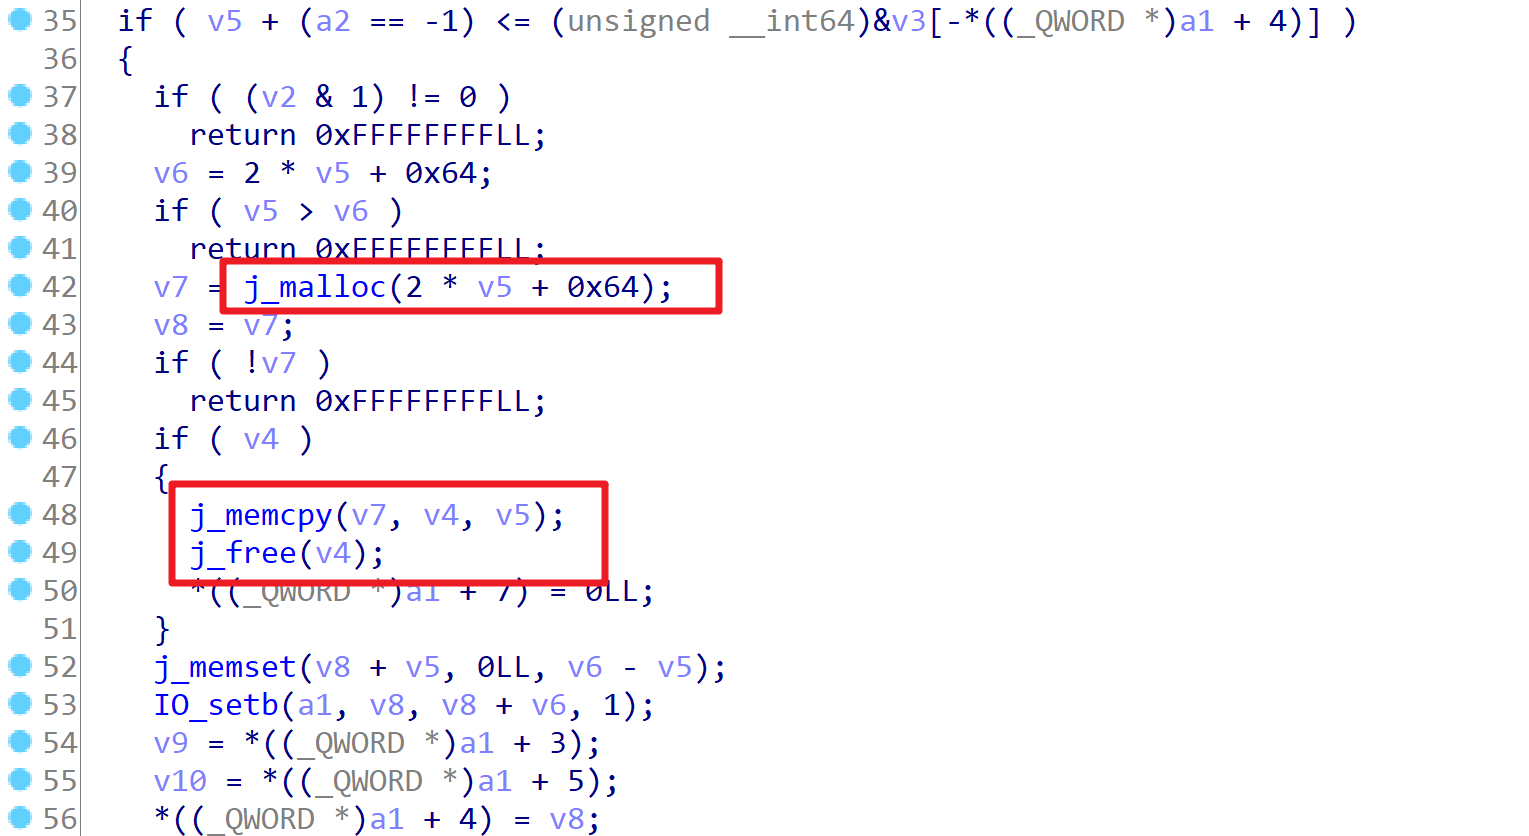 35 if ( v5 + (a2 == -1) <= (unsigned __int64)&v3[-*((_QWORD *)a1 + 4)] )
36 {
37 if ( (v2 & 1) != 0 )
38 return 0xFFFFFFFFLL;
39 v6 = 2 * v5 + 0x64;
40 if ( v5 > v6 )
41 return 0xFFFFFFFFLL;
42 v7 = j_malloc(2 * v5 + 0x64);
43 v8 = v7;
44 if ( !v7 )
45 return 0xFFFFFFFFLL;
46 if ( v4 )
47 {
48 j_memcpy(v7, v4, v5);
49 j_free(v4);
50 *((_QWORD *)a1 + 7) = 0LL;
51 }
52 j_memset(v8 + v5, 0LL, v6 - v5);
53 IO_setb(a1, v8, v8 + v6, 1);
54 v9 = *((_QWORD *)a1 + 3);
55 v10 = *((_QWORD *)a1 + 5);
56 *((_QWORD *)a1 + 4) = v8;